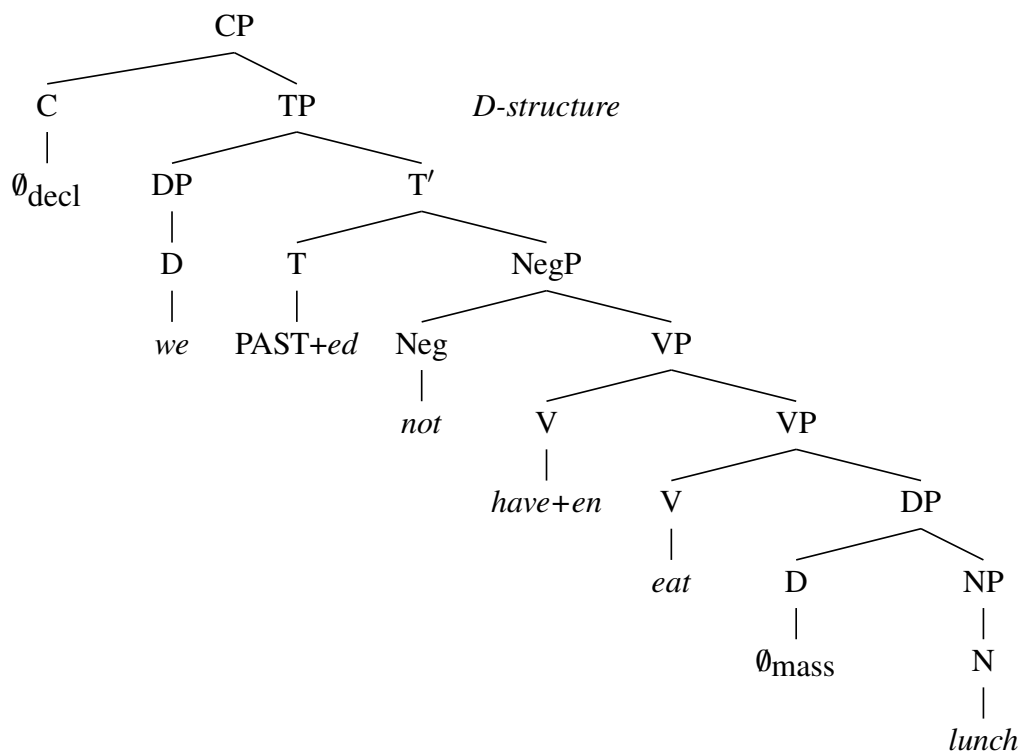 CP
C TP D-structure
∅decl DP T′
D T NegP
we PAST+ed Neg VP
not V VP
have+en V DP
eat D NP
∅mass N
lunch